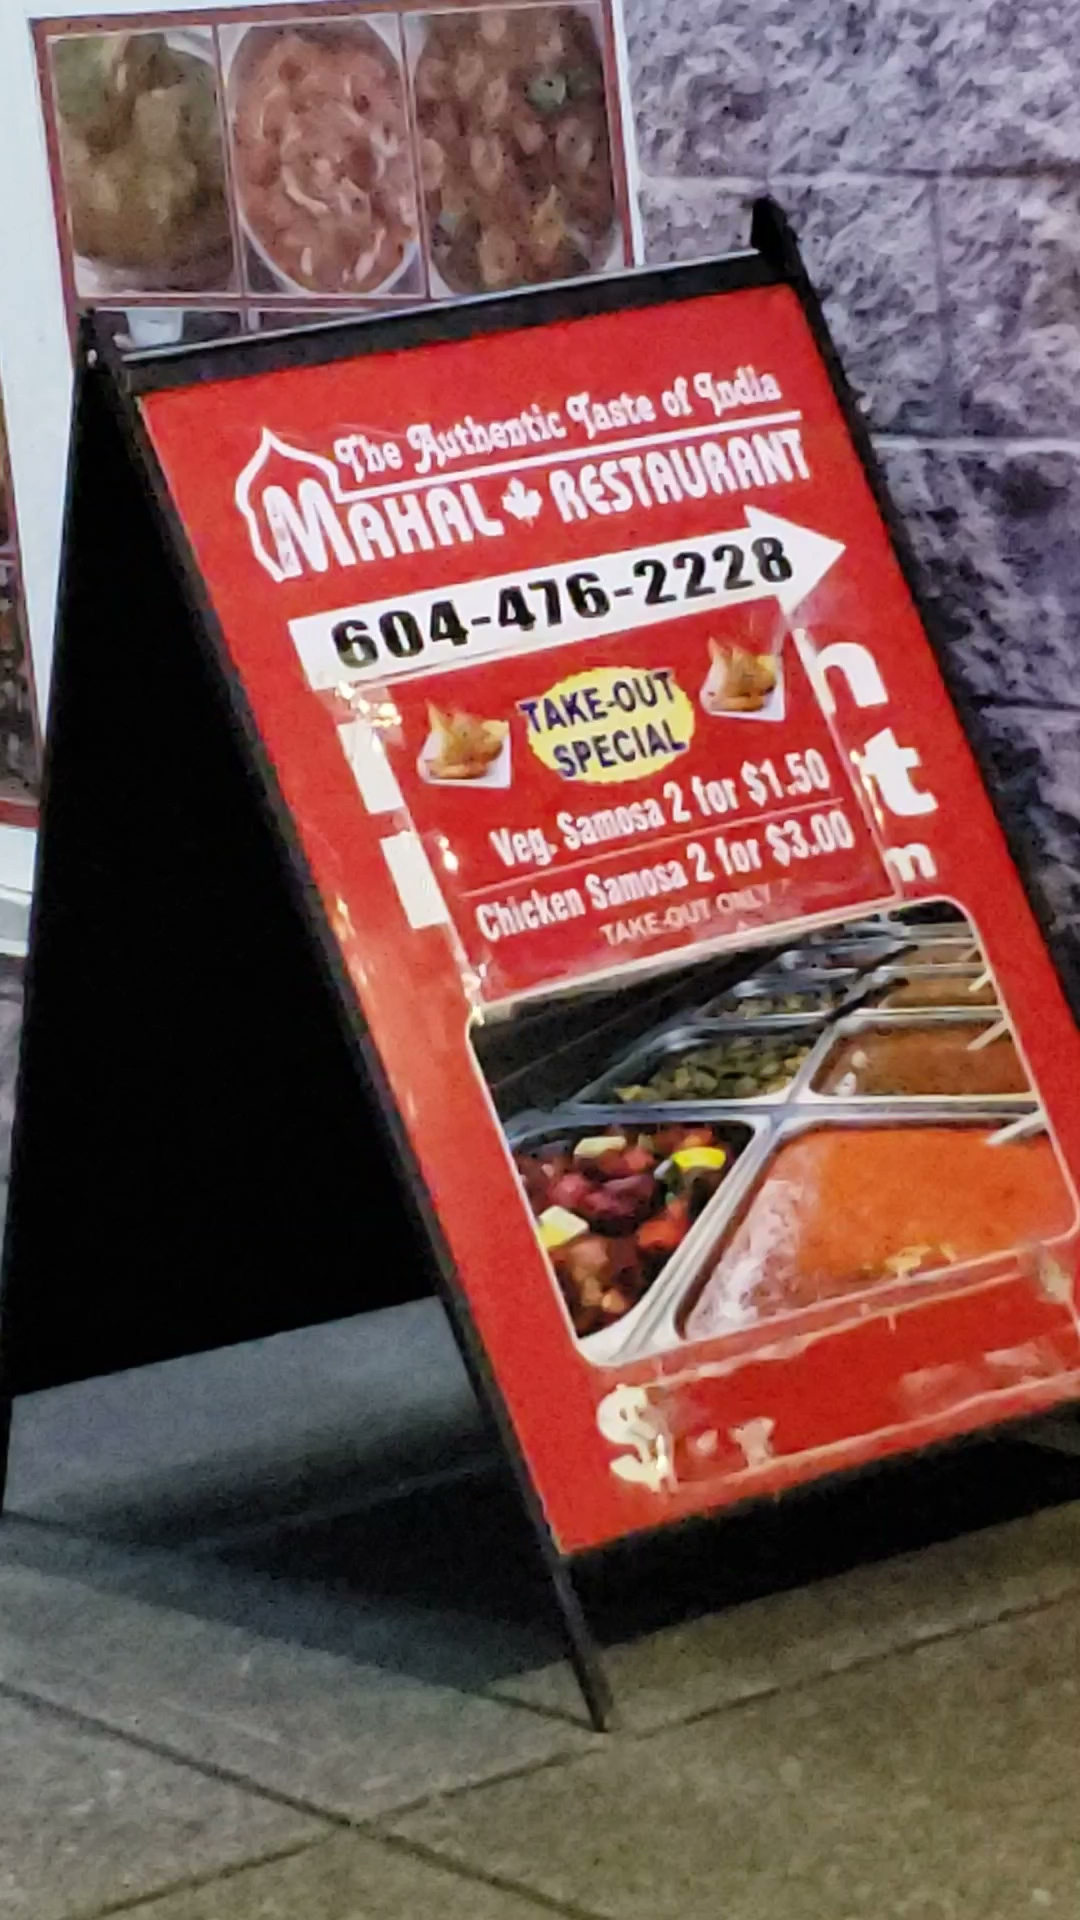 The Authentic Taste of India
MAHAL RESTAURANT
604-476-2228
TAKE-OUT
SPECIAL
Veg. Samosa 2 for $1.50
Chicken Samosa 2 for $3.00
TAKE-OUT ONLY
h
t
m
$